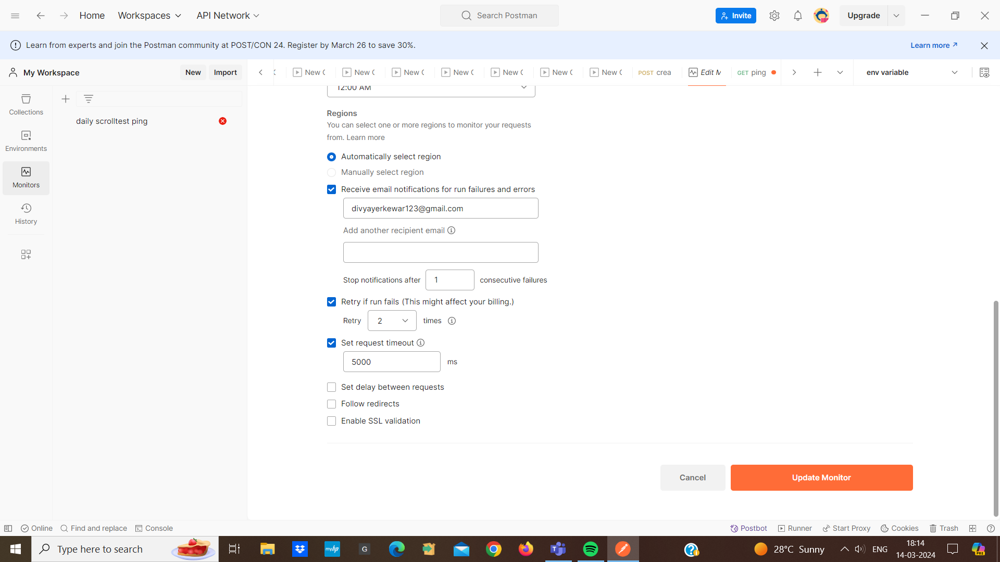 Home
Workspaces
API Network
Search Postman
Invite
Upgrade
Learn from experts and join the Postman community at POST/CON 24. Register by March 26 to save 30%.
Learn more
My Workspace
New
Import
New C
New C
New C
New C
New C
New C
New C
POST crea
Edit M
GET ping
env variable
Collections
Environments
Monitors
History
daily scrolltest ping
12:00 AM
Regions
You can select one or more regions to monitor your requests
from. Learn more
Automatically select region
Manually select region
Receive email notifications for run failures and errors
divyayerkewar123@gmail.com
Add another recipient email
Stop notifications after 1 consecutive failures
Retry if run fails (This might affect your billing.)
Retry 2 times
Set request timeout
5000 ms
Set delay between requests
Follow redirects
Enable SSL validation
Cancel
Update Monitor
Online
Find and replace
Console
Postbot
Runner
Start Proxy
Cookies
Trash
Type here to search
myhp
G
28°C Sunny
ENG
18:14
14-03-2024
PRE